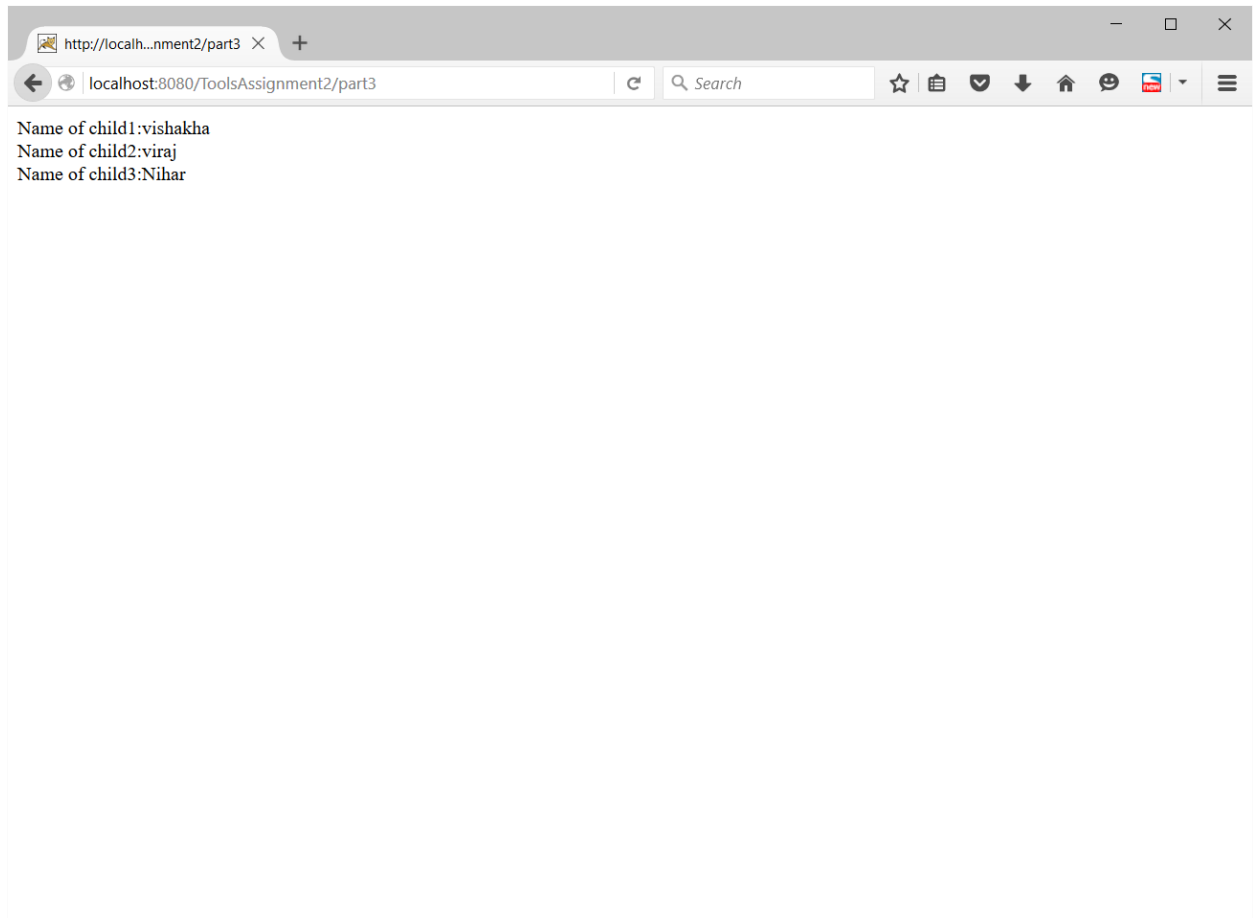 http://localh...nment2/part3
localhost:8080/ToolsAssignment2/part3
Search
new
Name of child1:vishakha
Name of child2:viraj
Name of child3:Nihar